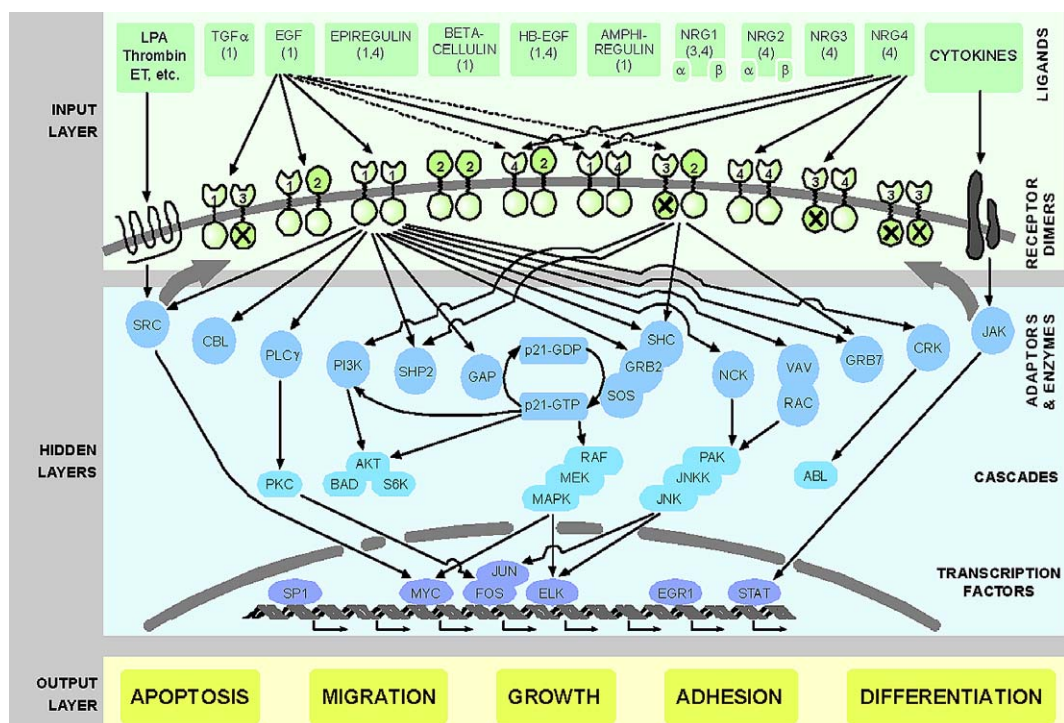 LPA
Thrombin
ET, etc.
TGFα
(1)
EGF
(1)
EPIREGULIN
(1,4)
BETA-
CELLULIN
(1)
HB-EGF
(1,4)
AMPHI-
REGULIN
(1)
NRG1
(3,4)
α β
NRG2
(4)
α β
NRG3
(4)
NRG4
(4)
CYTOKINES
LIGANDS
INPUT
LAYER
1 3
1 2
1 1
2 2
4 2
1 4
3 2
4 4
3 4
3 3
RECEPTOR
DIMERS
SRC
CBL
PLCγ
PI3K
SHP2
GAP
p21-GDP
p21-GTP
SHC
GRB2
SOS
NCK
VAV
RAC
GRB7
CRK
JAK
ADAPTORS
& ENZYMES
HIDDEN
LAYERS
PKC
AKT
BAD
S6K
RAF
MEK
MAPK
PAK
JNKK
JNK
ABL
CASCADES
SP1
MYC
FOS
JUN
ELK
EGR1
STAT
TRANSCRIPTION
FACTORS
OUTPUT
LAYER
APOPTOSIS
MIGRATION
GROWTH
ADHESION
DIFFERENTIATION